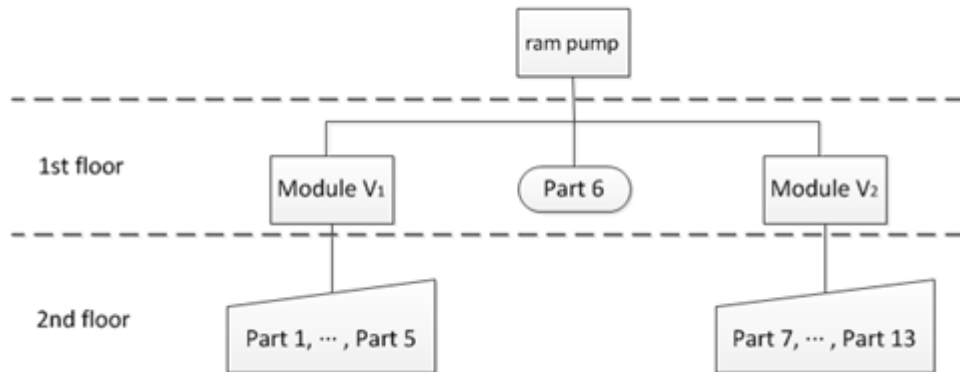 ram pump
1st floor
Module V₁
Part 6
Module V₂
2nd floor
Part 1, ··· , Part 5
Part 7, ··· , Part 13